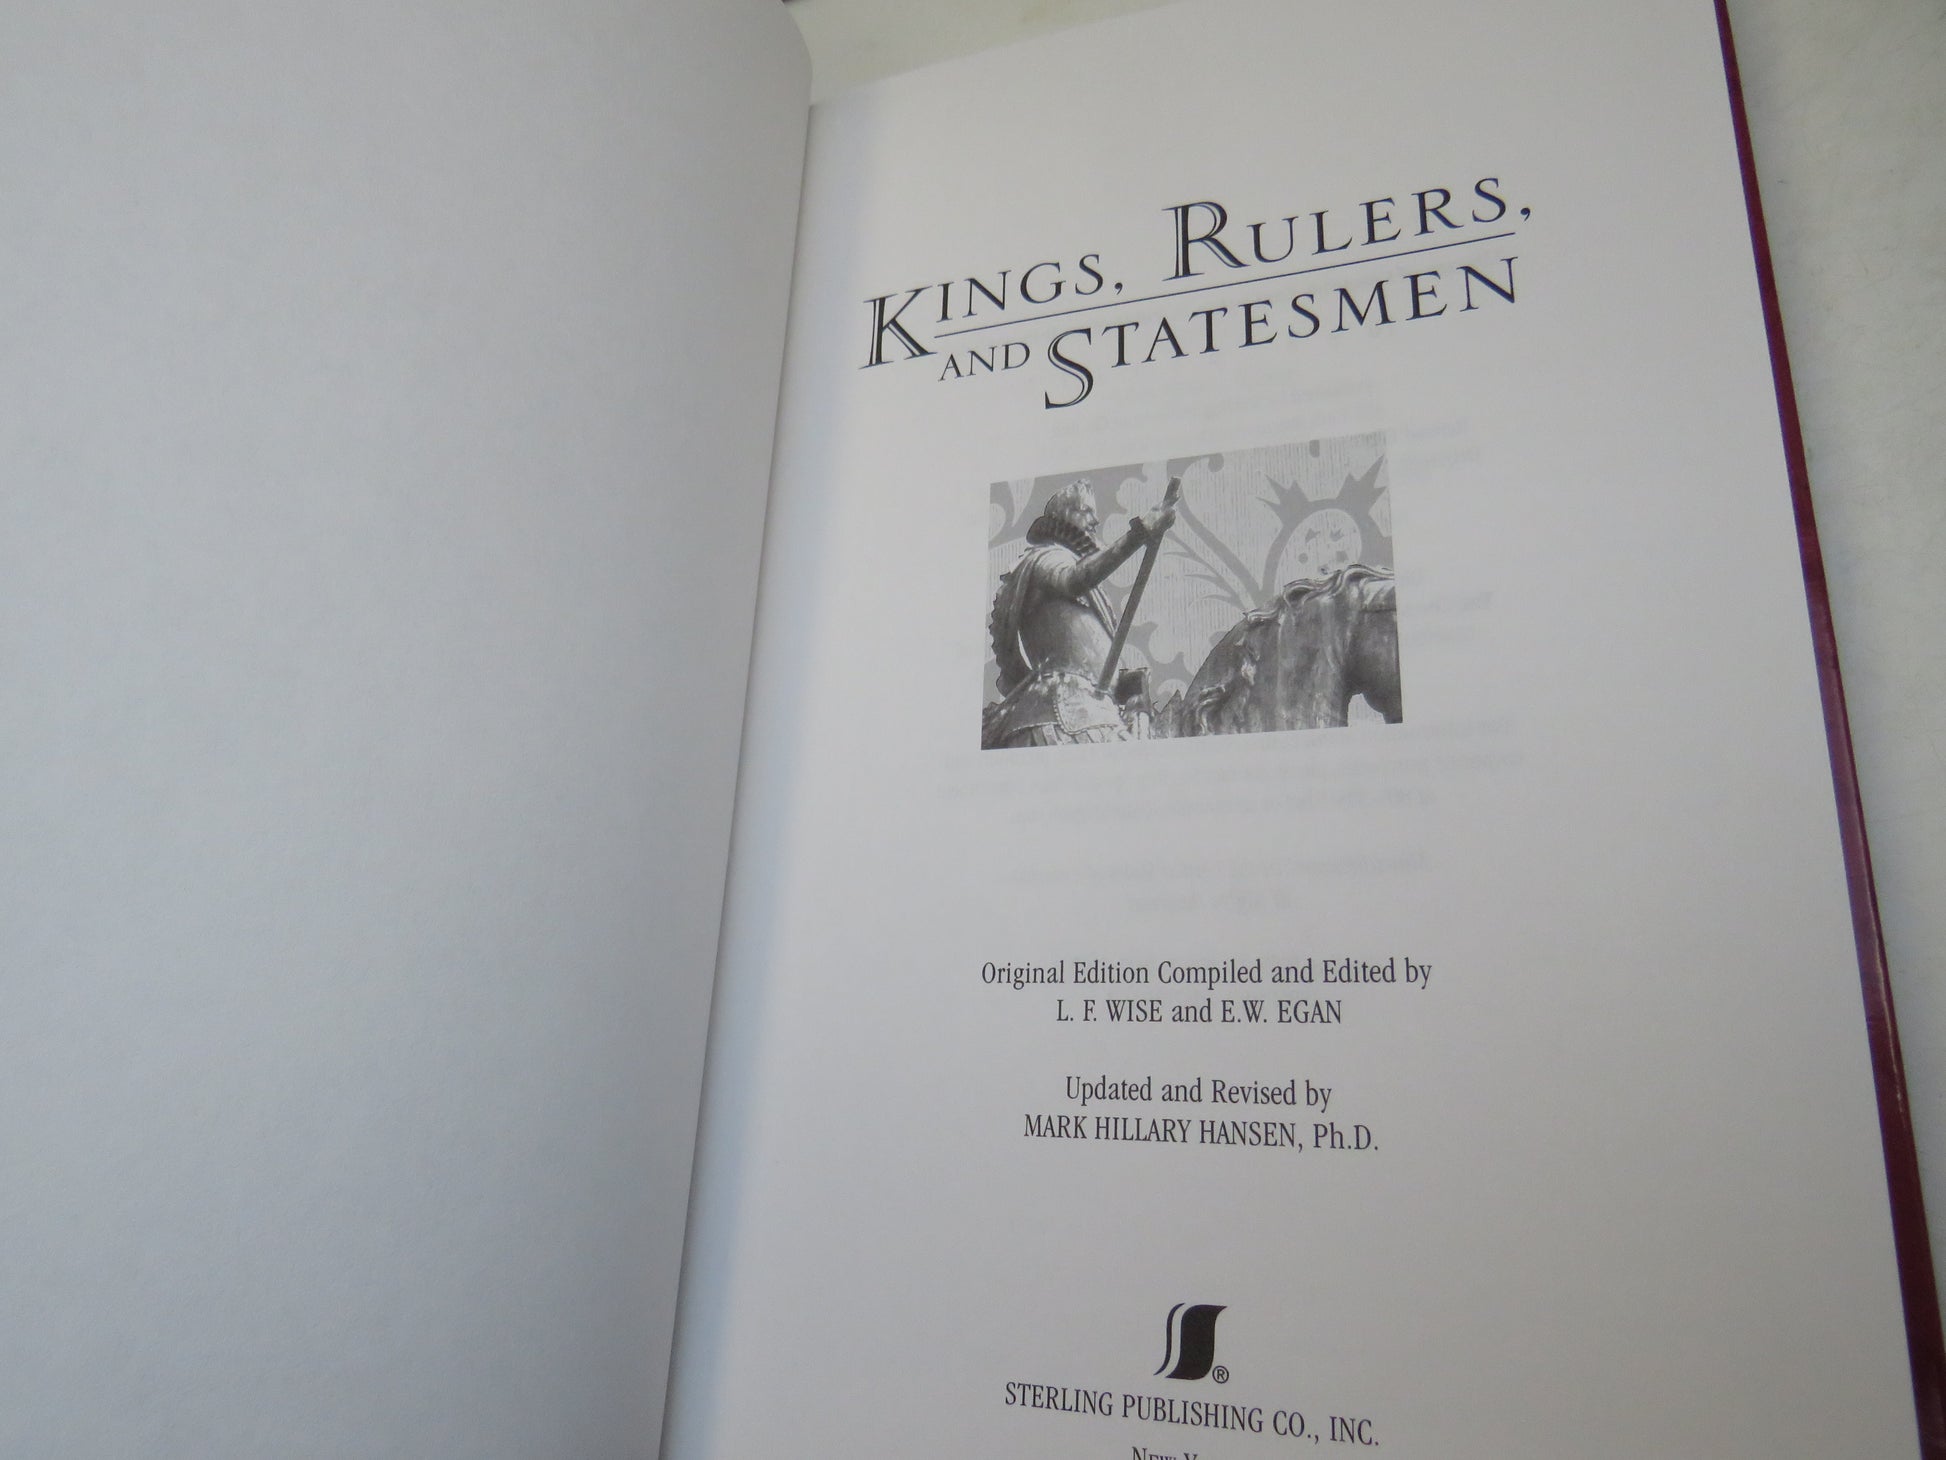 KINGS, RULERS,
AND STATESMEN
Original Edition Compiled and Edited by
L. F. WISE and E.W. EGAN
Updated and Revised by
MARK HILLARY HANSEN, Ph.D.
®
STERLING PUBLISHING CO., INC.